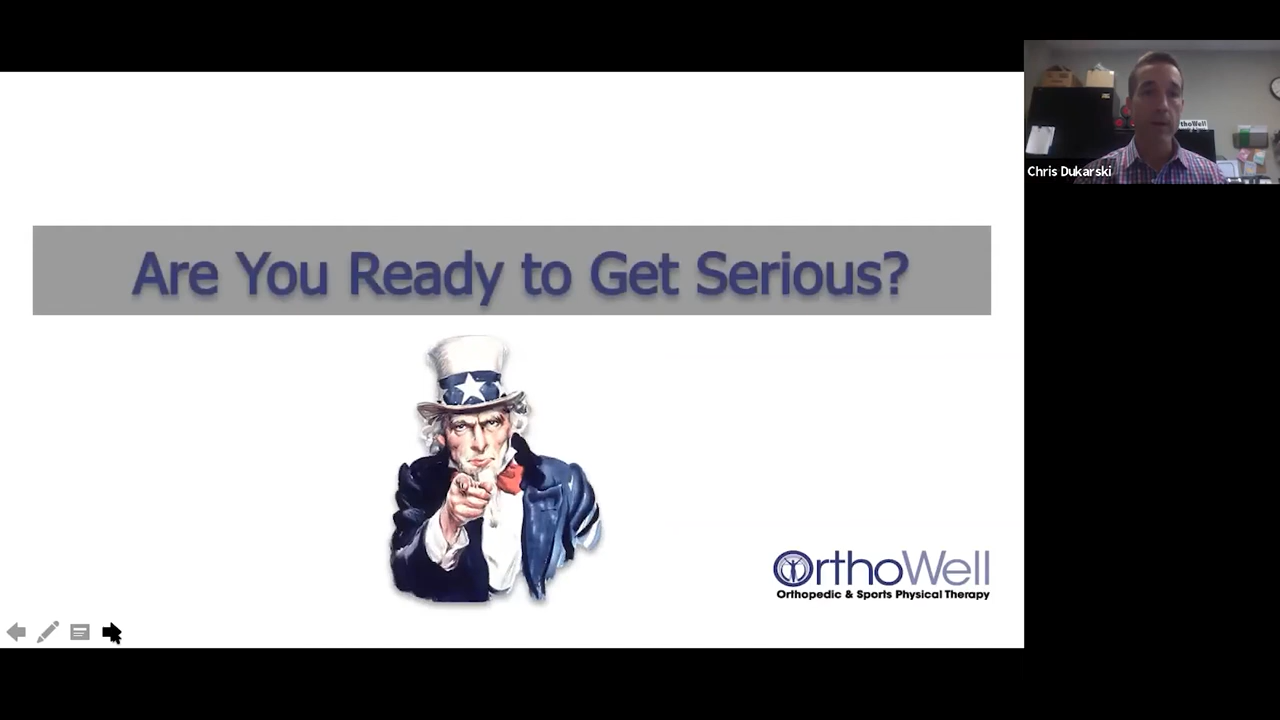 Are You Ready to Get Serious?
OrthoWell
Orthopedic & Sports Physical Therapy
Chris Dukarski